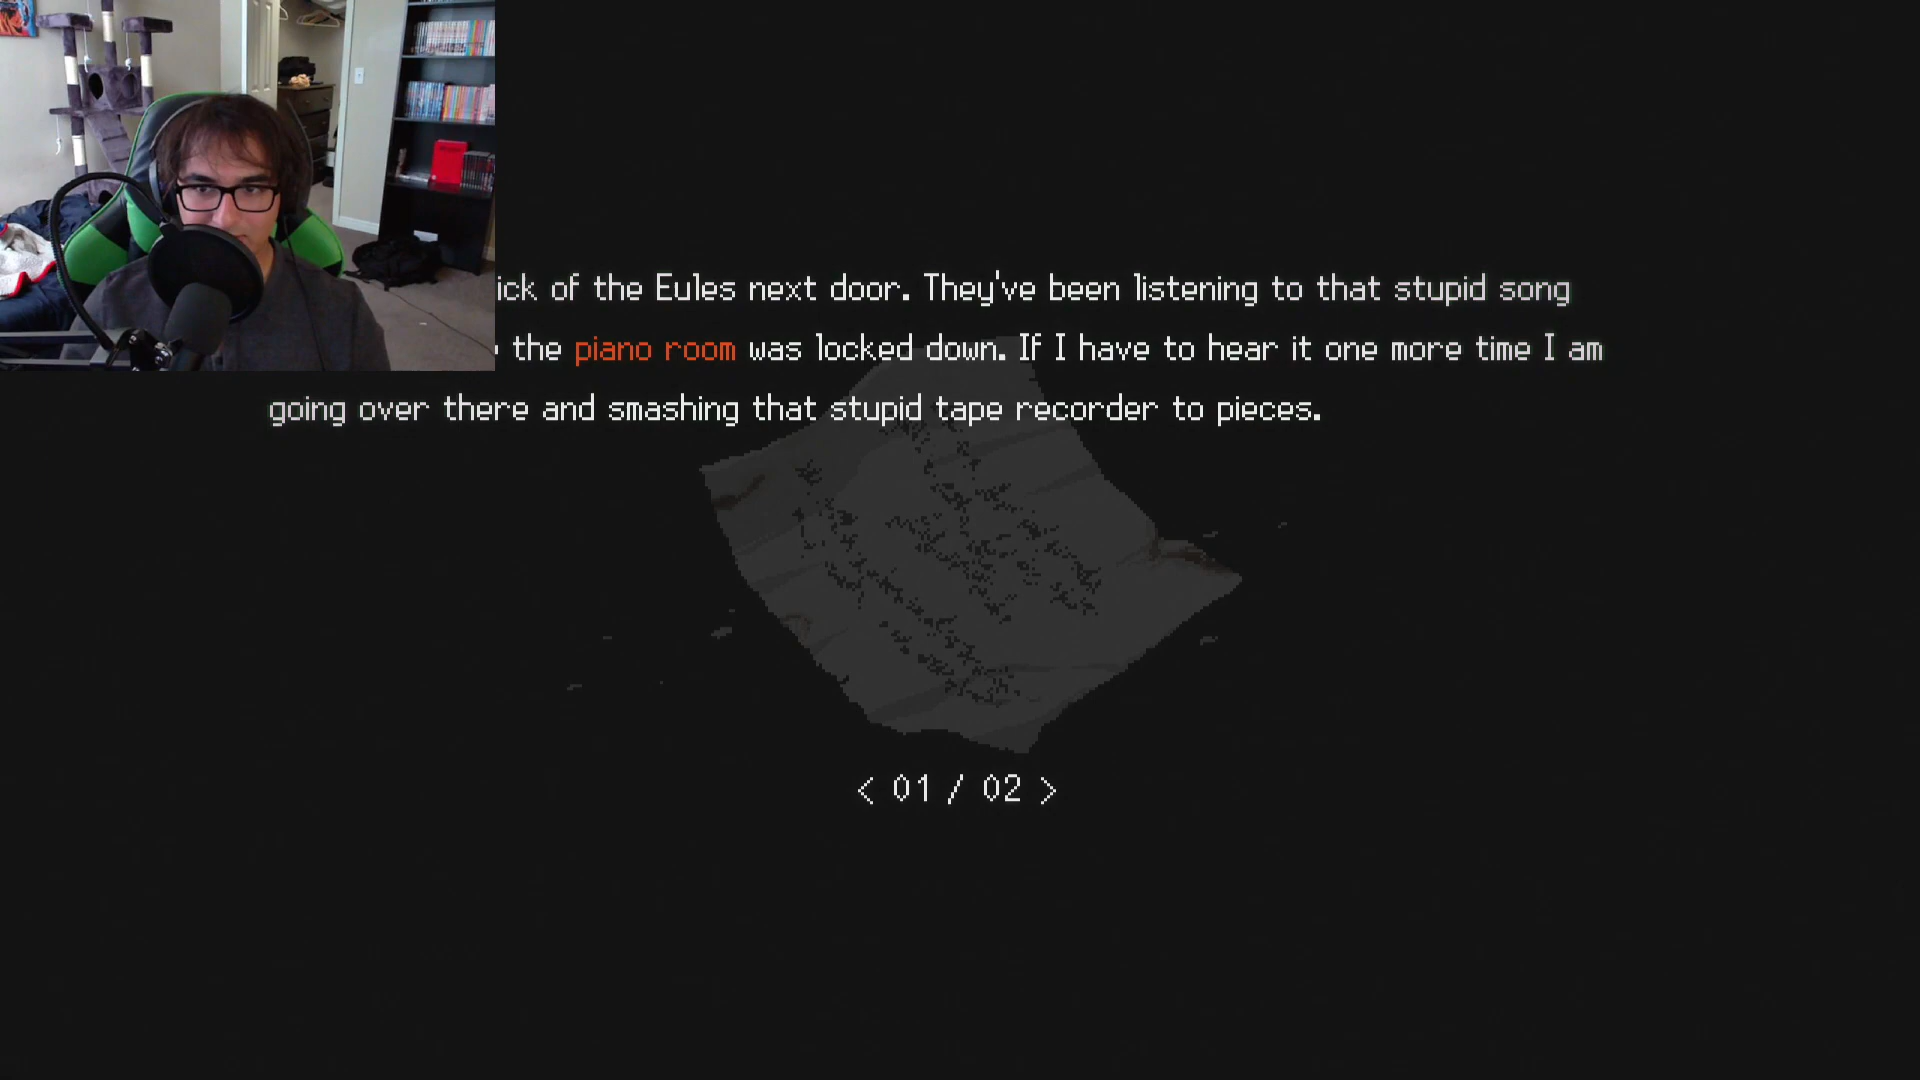 of the Eules next door. They've been listening to that stupid song
the piano room was locked down. If I have to hear it one more time I am
going over there and smashing that stupid tape recorder to pieces.
< 01 / 02 >